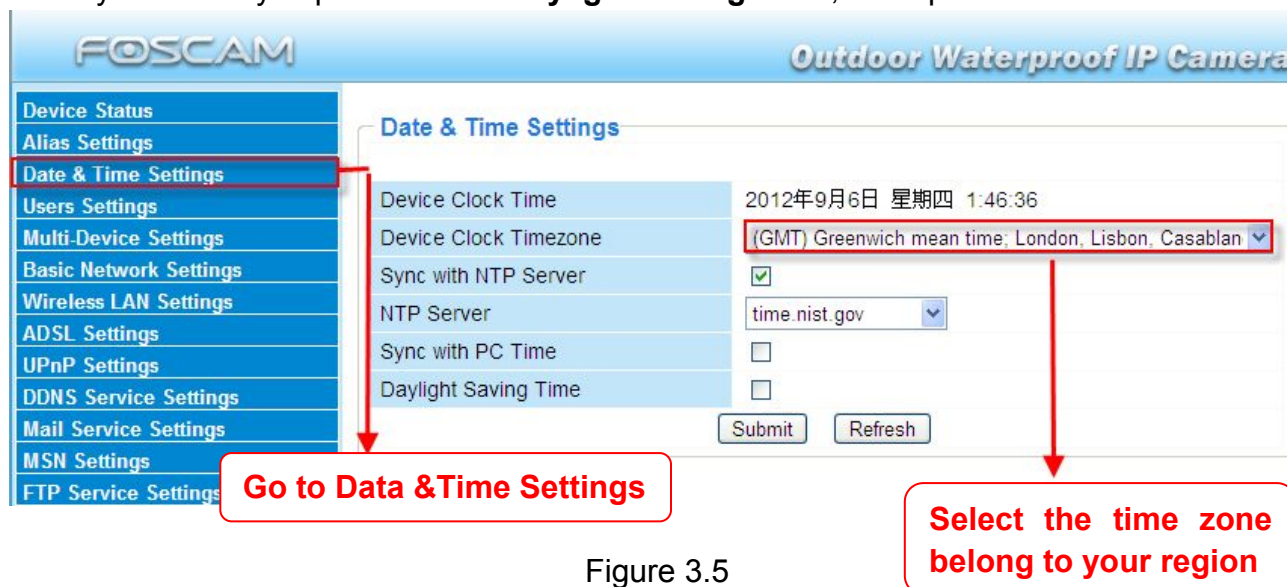 FOSCAM
Outdoor Waterproof IP Camera
Device Status
Alias Settings
Date & Time Settings
Users Settings
Multi-Device Settings
Basic Network Settings
Wireless LAN Settings
ADSL Settings
UPnP Settings
DDNS Service Settings
Mail Service Settings
MSN Settings
FTP Service Settings
Date & Time Settings
Device Clock Time 2012年9月6日 星期四 1:46:36
Device Clock Timezone (GMT) Greenwich mean time; London, Lisbon, Casablan
Sync with NTP Server
NTP Server time.nist.gov
Sync with PC Time
Daylight Saving Time
Submit Refresh
Go to Data &Time Settings
Select the time zone
belong to your region
Figure 3.5